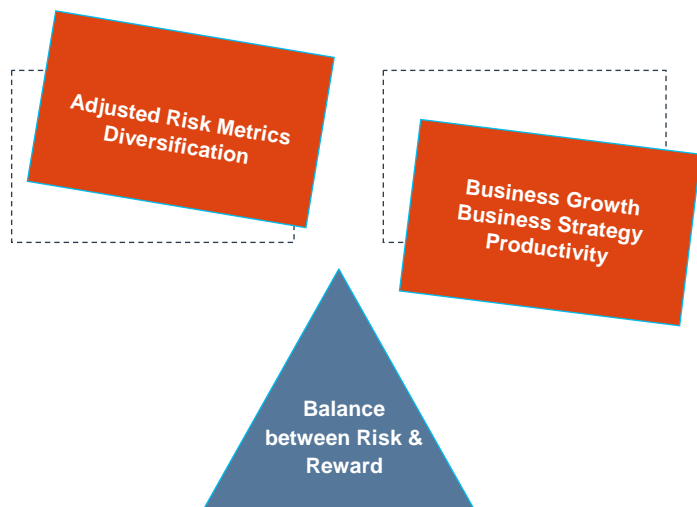 Adjusted Risk Metrics
Diversification
Business Growth
Business Strategy
Productivity
Balance
between Risk &
Reward